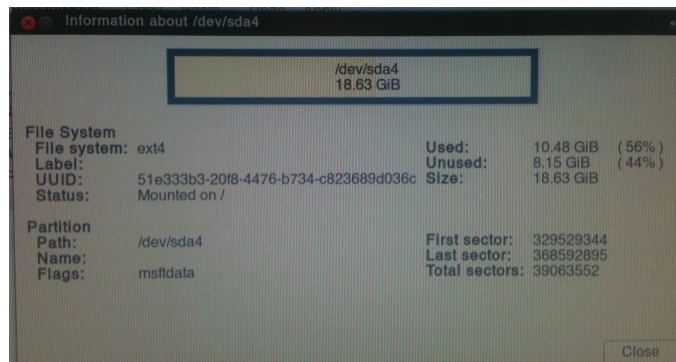 Information about /dev/sda4
/dev/sda4
18.63 GiB
File System
File system: ext4
Label:
UUID: 51e333b3-20f8-4476-b734-c823689d036c
Status: Mounted on /
Used: 10.48 GiB ( 56% )
Unused: 8.15 GiB ( 44% )
Size: 18.63 GiB
Partition
Path: /dev/sda4
Name:
Flags: msftdata
First sector: 329529344
Last sector: 368592895
Total sectors: 39063552
Close